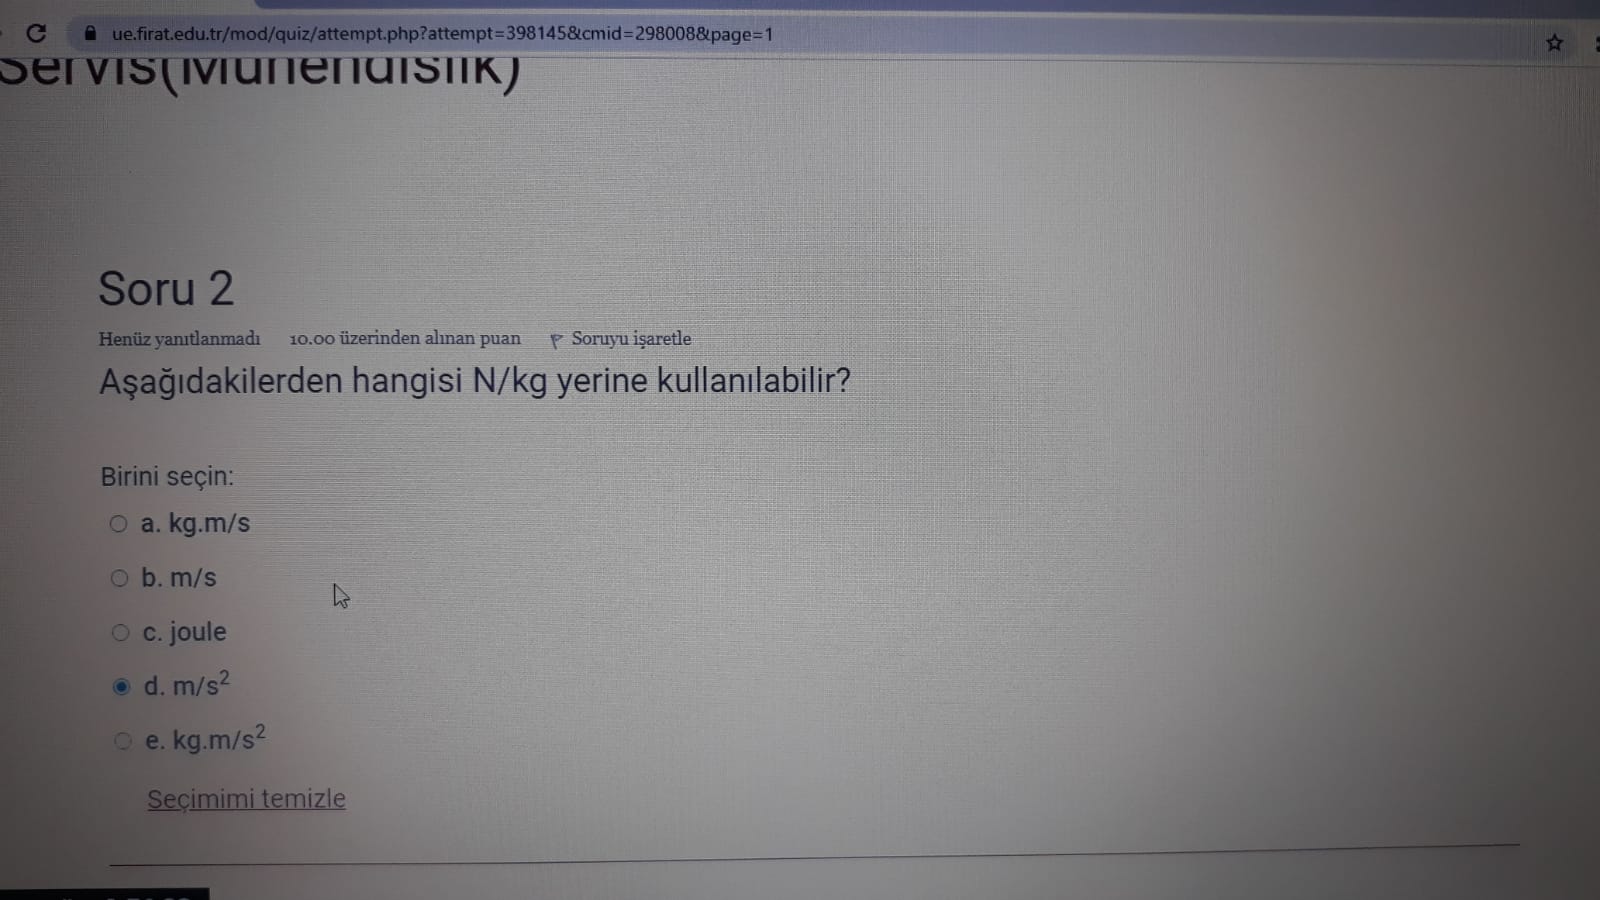 ue.firat.edu.tr/mod/quiz/attempt.php?attempt=398145&cmid=298008&page=1
Servis(Mühendislik)
Soru 2
Henüz yanıtlanmadı 10.00 üzerinden alınan puan Soruyu işaretle
Aşağıdakilerden hangisi N/kg yerine kullanılabilir?
Birini seçin:
a. kg.m/s
b. m/s
c. joule
d. m/s²
e. kg.m/s²
Seçimimi temizle